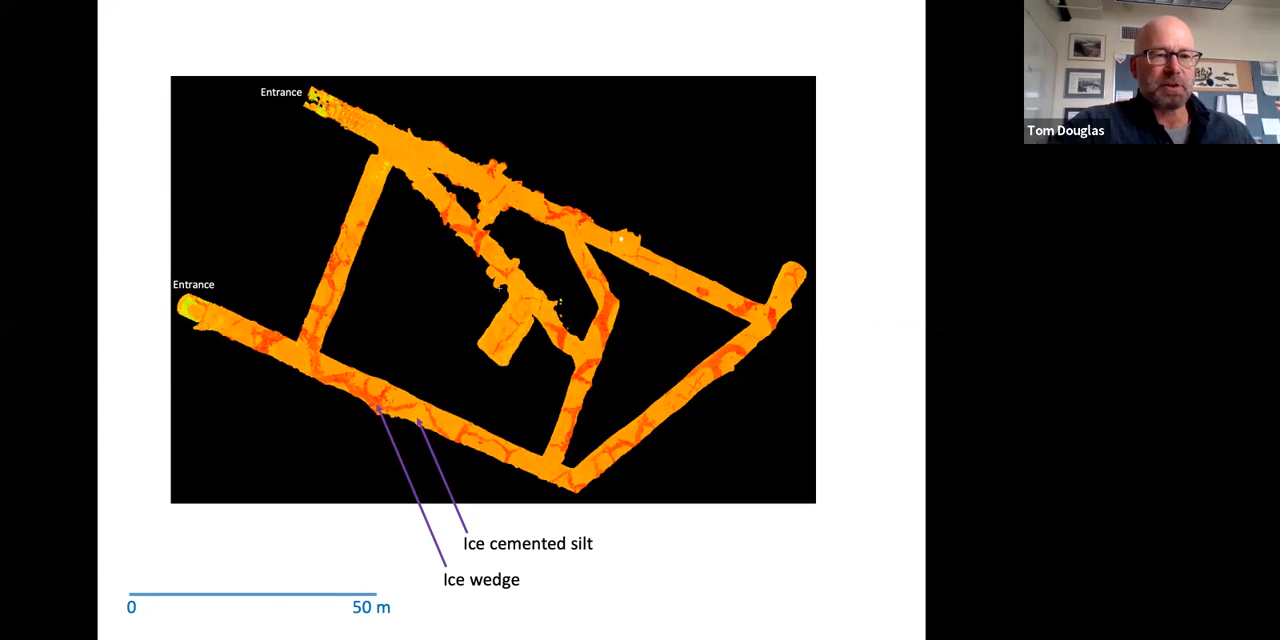 Entrance
Tom Douglas
Entrance
Ice cemented silt
Ice wedge
0
50 m